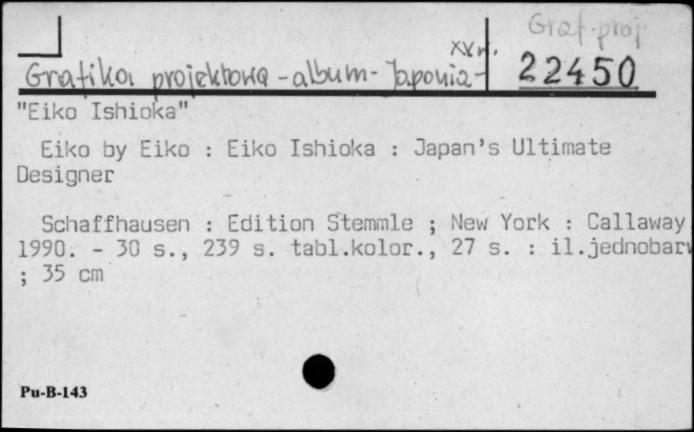 Graf. proj
XX w.
Grafika projektowa - album - Japonia - 22450
"Eiko Ishioka"
Eiko by Eiko : Eiko Ishioka : Japan's Ultimate
Designer
Schaffhausen : Edition Stemmle ; New York : Callaway
1990. - 30 s., 239 s. tabl.kolor., 27 s. : il.jednobarw
; 35 cm
Pu-B-143